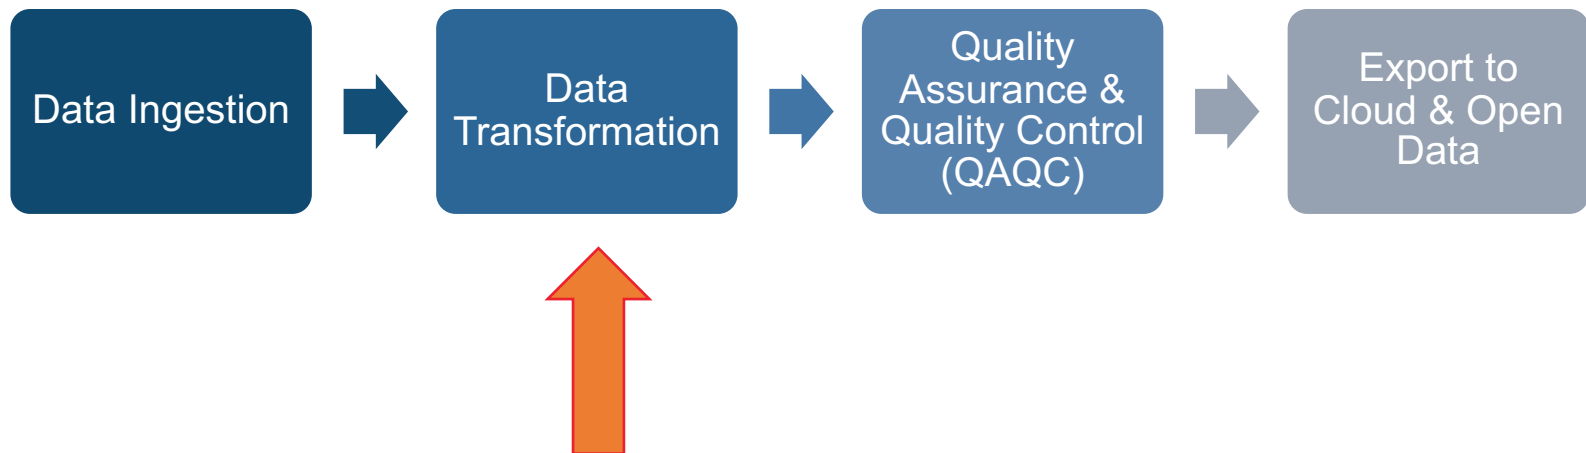 Data Ingestion
Data
Transformation
Quality
Assurance &
Quality Control
(QAQC)
Export to
Cloud & Open
Data